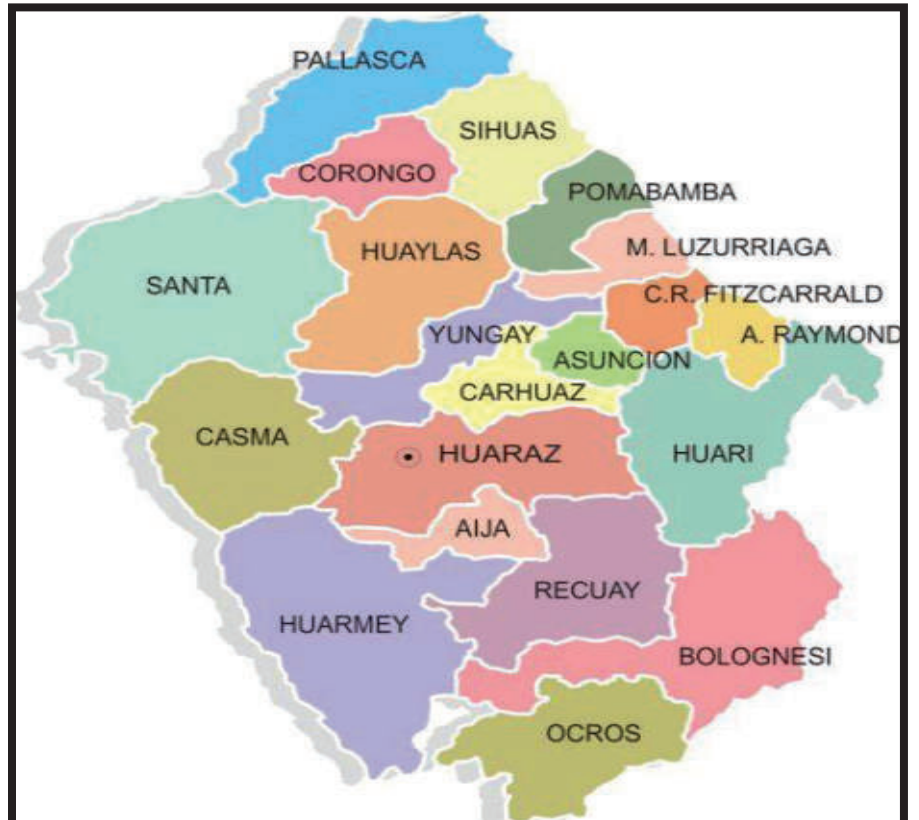 PALLASCA
SIHUAS
CORONGO
POMABAMBA
M. LUZURRIAGA
HUAYLAS
SANTA
C.R. FITZCARRALD
YUNGAY
A. RAYMOND
ASUNCION
CARHUAZ
CASMA
HUARAZ
HUARI
AIJA
RECUAY
HUARMEY
BOLOGNESI
OCROS